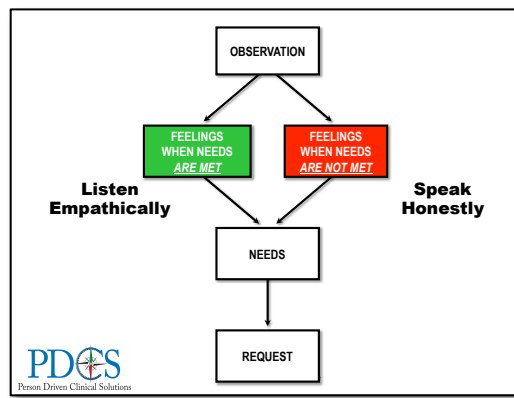 OBSERVATION
FEELINGS
WHEN NEEDS
ARE MET
FEELINGS
WHEN NEEDS
ARE NOT MET
Listen
Empathically
Speak
Honestly
NEEDS
REQUEST
PDCS
Person Driven Clinical Solutions